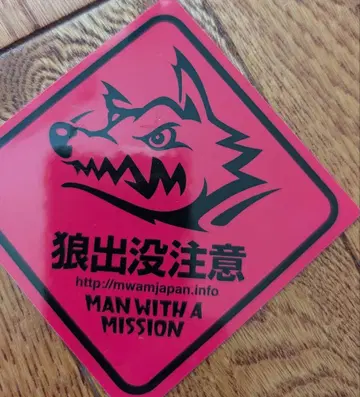 狼出没注意
http://mwamjapan.info
MAN WITH A
MISSION